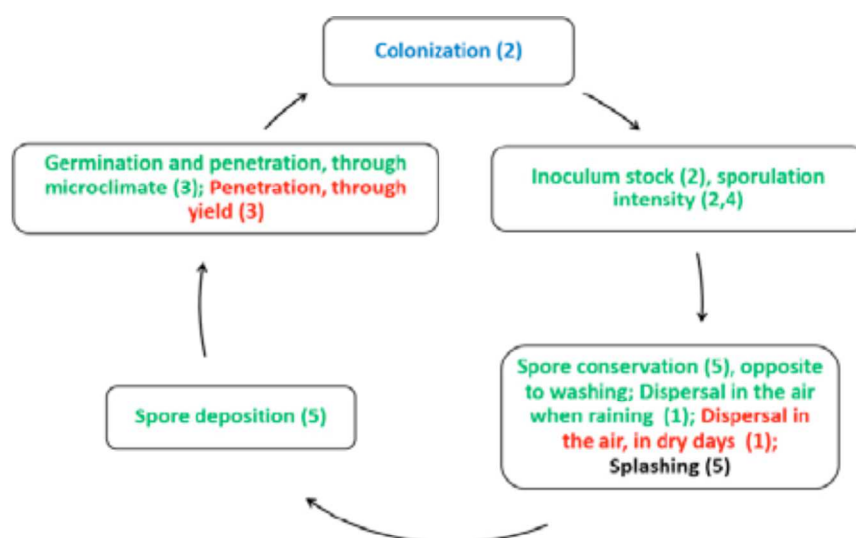 Colonization (2)
Germination and penetration, through
microclimate (3); Penetration, through
yield (3)
Inoculum stock (2), sporulation
intensity (2,4)
Spore deposition (5)
Spore conservation (5), opposite
to washing; Dispersal in the air
when raining (1); Dispersal in
the air, in dry days (1);
Splashing (5)